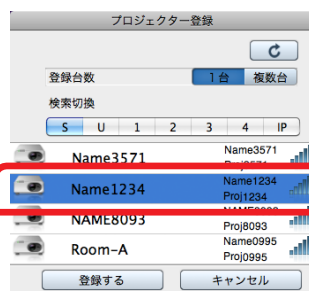 プロジェクター登録
登録台数 1台 複数台
検索切換
S U 1 2 3 4 IP
Name3571 Name3571
Name1234 Name1234
Proj1234
NAME8093
Proj8093
Room-A Name0995
Proj0995
登録する キャンセル